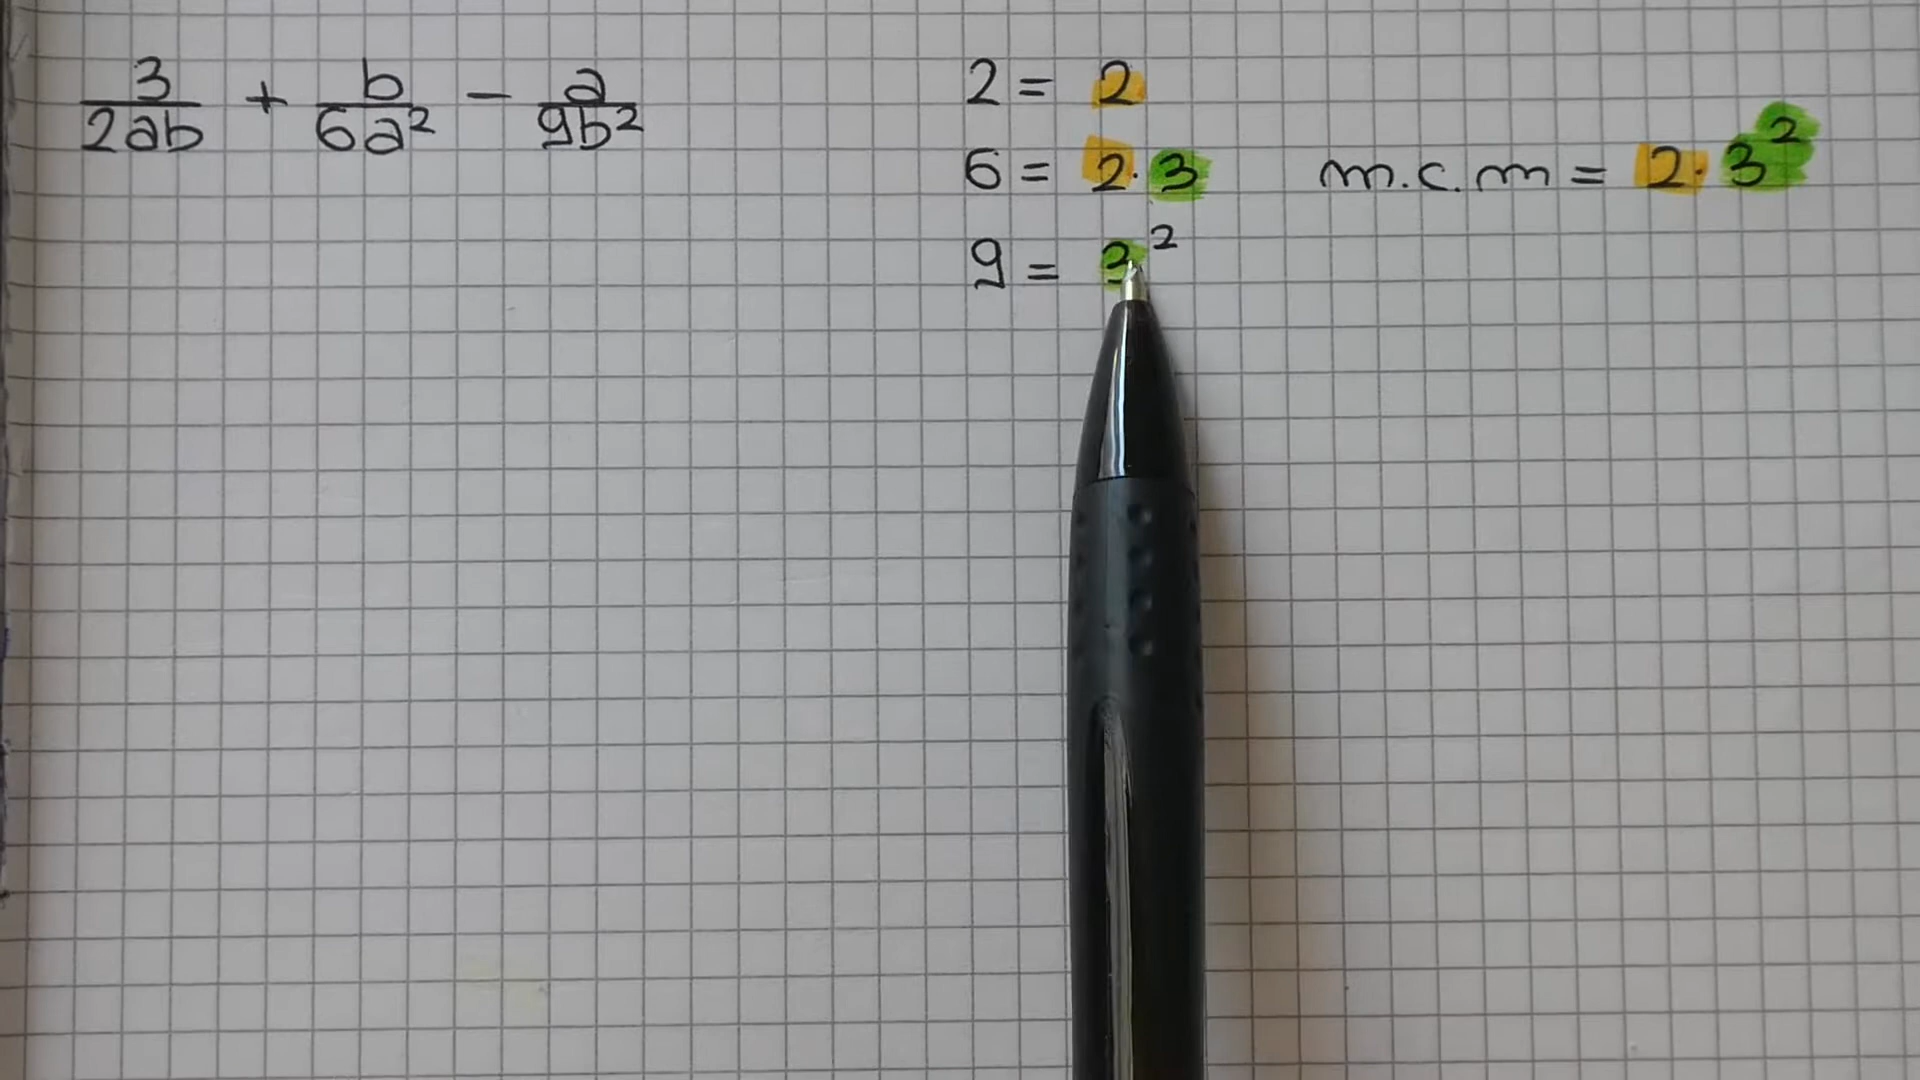 3/2ab + b/6a² - a/9b²
2 = 2
6 = 2·3
m.c.m = 2·3²
9 = 3²